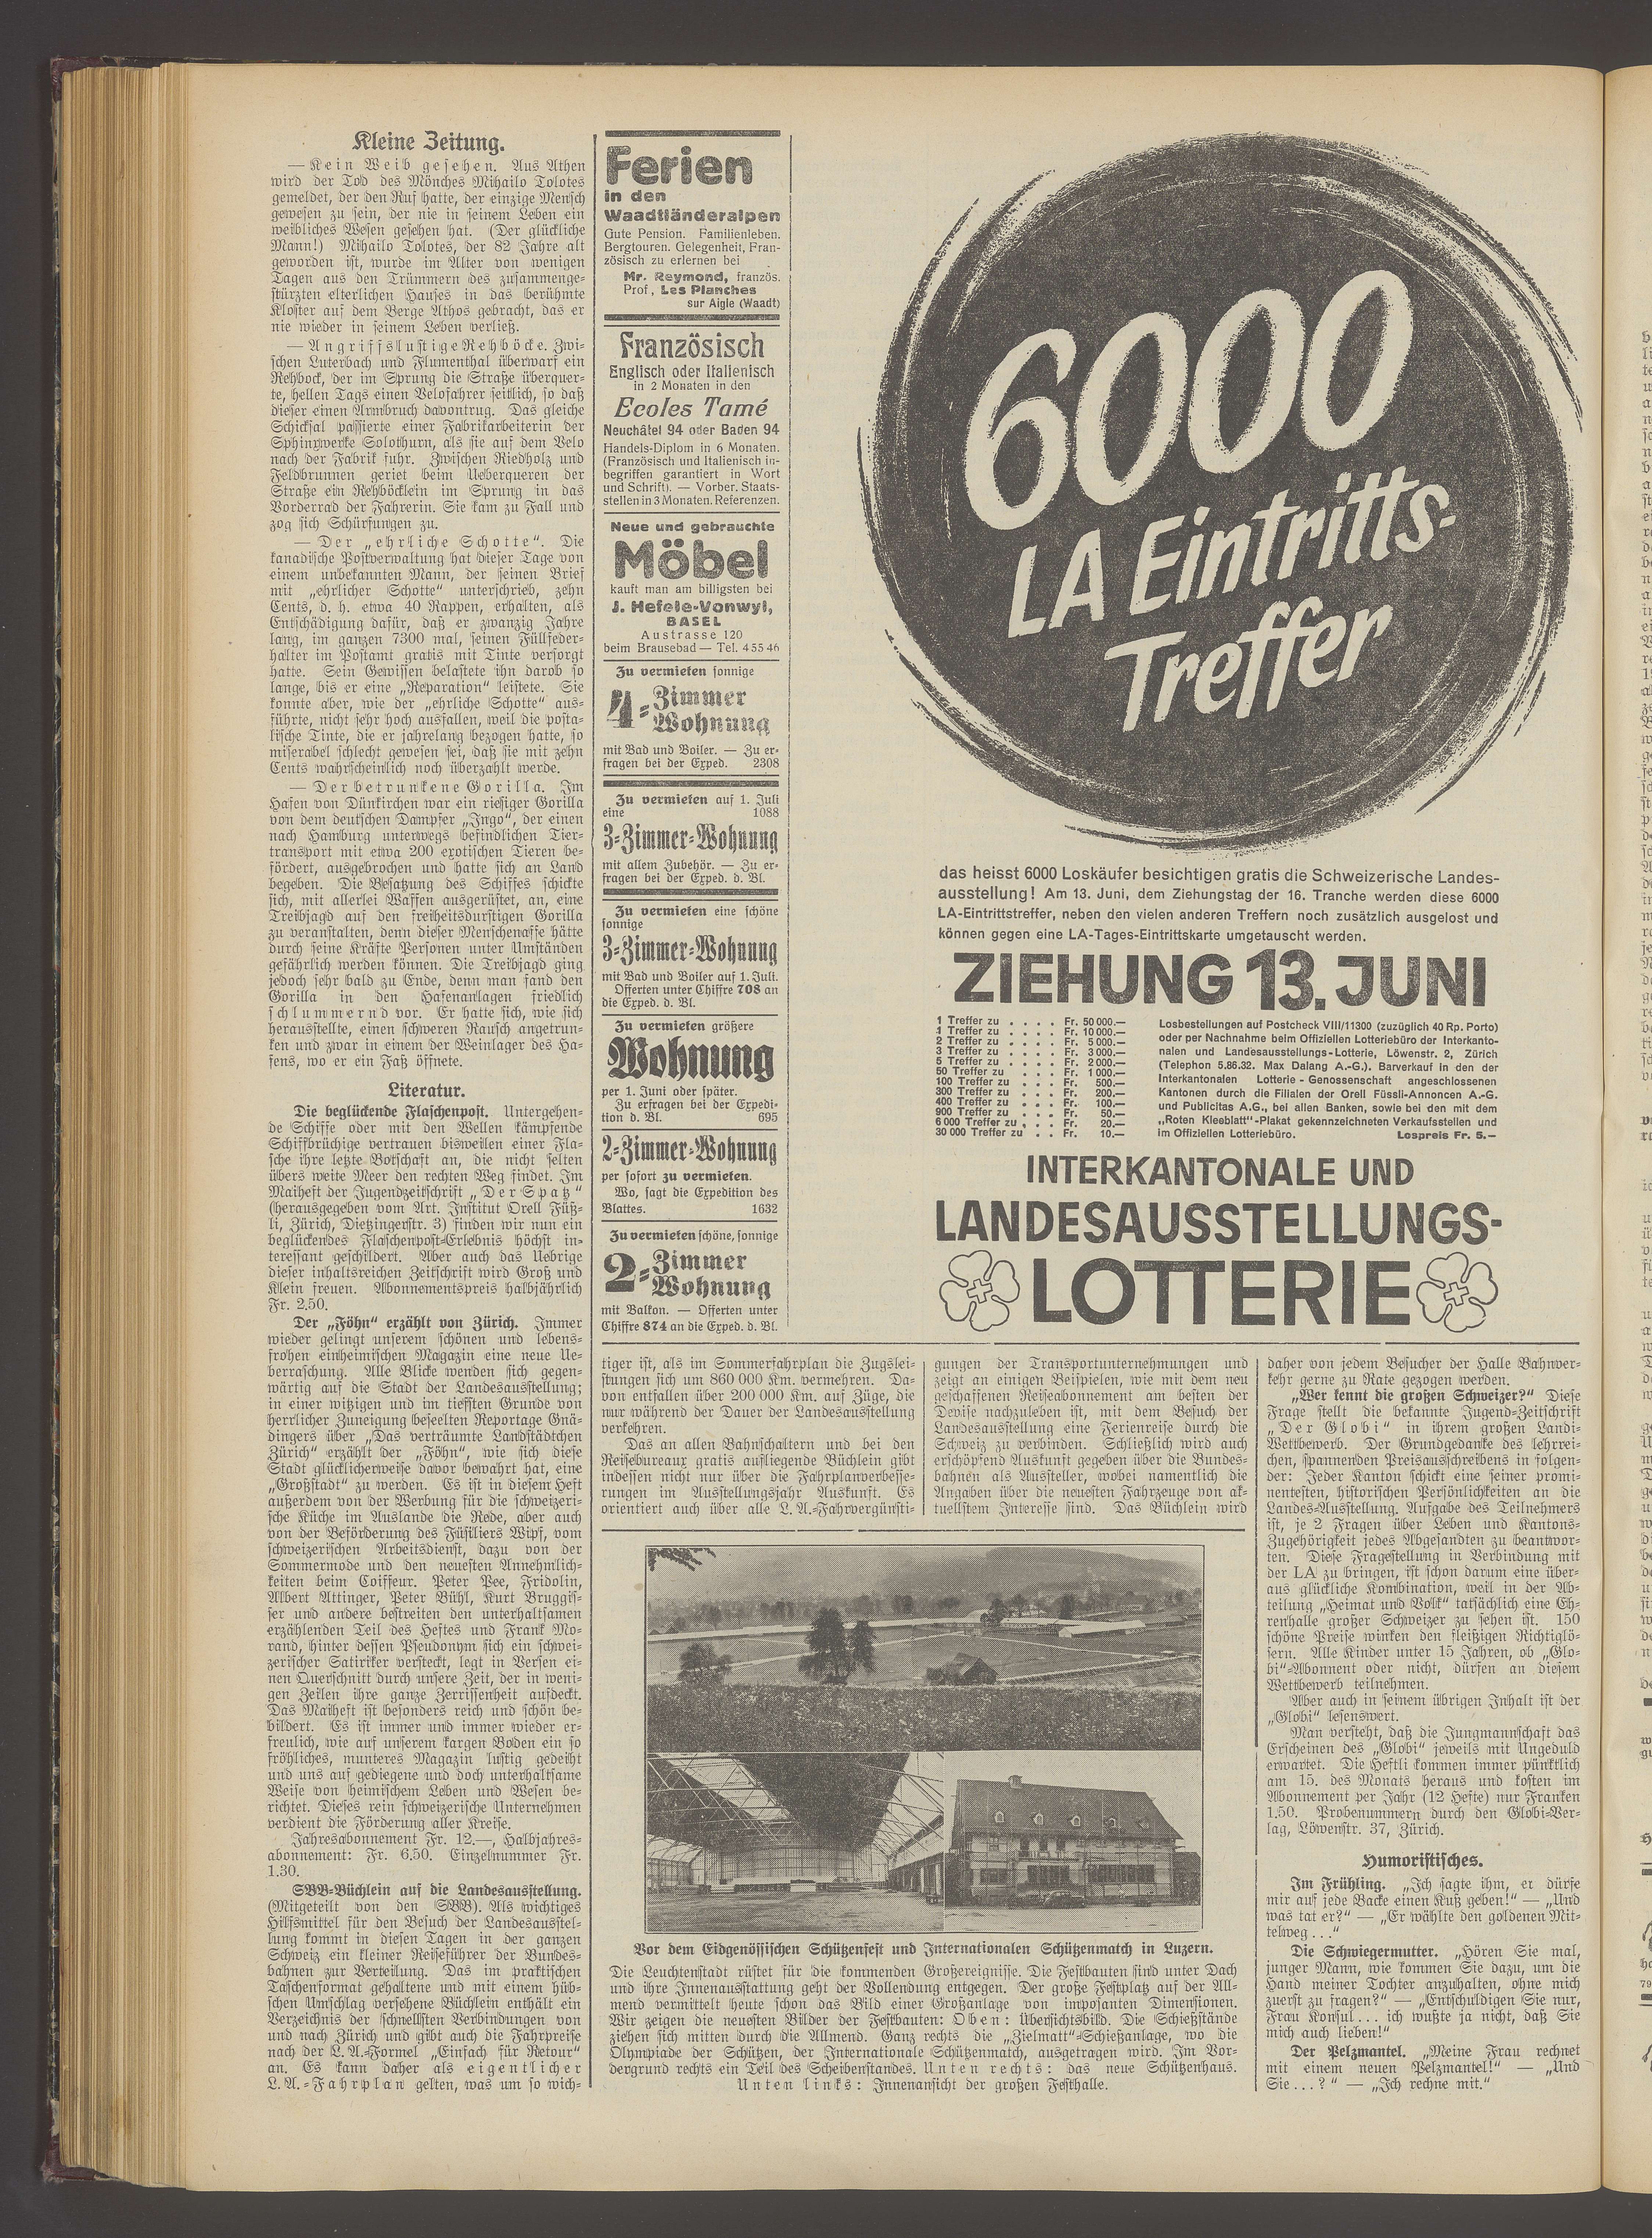 Kleine Zeitung.
— Kein Weib gesehen. Aus Athen
wird der Tod des Mönches Mihailo Tolotes
gemeldet, der den Ruf hatte, der einzige Mensch
gewesen zu sein, der nie in seinem Leben ein
weibliches Wesen gesehen hat. (Der glückliche
Mann!) Mihailo Tolotes, der 82 Jahre alt
geworden ist, wurde im Alter von wenigen
Tagen aus den Trümmern des zusammenge-
stürzten elterlichen Hauses in das berühmte
Kloster auf dem Berge Athos gebracht, das er
nie wieder in seinem Leben verließ.
— Angriffslustige Rehböcke. Zwi-
schen Luterbach und Flumenthal überwarf ein
Rehbock, der im Sprung die Straße überquer-
te, hellen Tags einen Velofahrer seitlich, so daß
dieser einen Armbruch davontrug. Das gleiche
Schicksal passierte einer Fabrikarbeiterin der
Sphinxwerke Solothurn, als sie auf dem Velo
nach der Fabrik fuhr. Zwischen Riedholz und
Feldbrunnen geriet beim Ueberqueren der
Straße ein Rehböcklein im Sprung in das
Vorderrad der Fahrerin. Sie kam zu Fall und
zog sich Schürfungen zu.
— Der „ehrliche Schotte". Die
kanadische Postverwaltung hat dieser Tage von
einem unbekannten Mann, der seinen Brief
mit „ehrlicher Schotte" unterschrieb, zehn
Cents, d. h. etwa 40 Rappen, erhalten, als
Entschädigung dafür, daß er zwanzig Jahre
lang, im ganzen 7300 mal, seinen Füllfeder-
halter im Postamt gratis mit Tinte versorgt
hatte. Sein Gewissen belastete ihn darob so
lange, bis er eine „Reparation" leistete. Sie
konnte aber, wie der „ehrliche Schotte" aus-
führte, nicht sehr hoch ausfallen, weil die posta-
lische Tinte, die er jahrelang bezogen hatte, so
miserabel schlecht gewesen sei, daß sie mit zehn
Cents wahrscheinlich noch überzahlt werde.
— Der betrunkene Gorilla. Im
Hafen von Dünkirchen war ein riesiger Gorilla
von dem deutschen Dampfer „Ingo", der einen
nach Hamburg unterwegs befindlichen Tier-
transport mit etwa 200 exotischen Tieren be-
fördert, ausgebrochen und hatte sich an Land
begeben. Die Besatzung des Schiffes schickte
sich, mit allerlei Waffen ausgerüstet, an, eine
Treibjagd auf den freiheitsdurstigen Gorilla
zu veranstalten, denn dieser Menschenaffe hätte
durch seine Kräfte Personen unter Umständen
gefährlich werden können. Die Treibjagd ging
jedoch sehr bald zu Ende, denn man fand den
Gorilla in den Hafenanlagen friedlich
schlummernd vor. Er hatte sich, wie sich
herausstellte, einen schweren Rausch angetrun-
ken und zwar in einem der Weinlager des Ha-
fens, wo er ein Faß öffnete.
Literatur.
Die beglückende Flaschenpost. Untergehen-
de Schiffe oder mit den Wellen kämpfende
Schiffbrüchige vertrauen bisweilen einer Fla-
sche ihre letzte Botschaft an, die nicht selten
übers weite Meer den rechten Weg findet. Im
Maiheft der Jugendzeitschrift „Der Spatz"
(herausgegeben vom Art. Institut Orell Füß-
li, Zürich, Dietzingerstr. 3) finden wir nun ein
beglückendes Flaschenpost-Erlebnis höchst in-
teressant geschildert. Aber auch das Uebrige
dieser inhaltsreichen Zeitschrift wird Groß und
Klein freuen. Abonnementspreis halbjährlich
Fr. 2.50.
Der „Föhn" erzählt von Zürich. Immer
wieder gelingt unserem schönen und lebens-
frohen einheimischen Magazin eine neue Ue-
berraschung. Alle Blicke wenden sich gegen-
wärtig auf die Stadt der Landesausstellung;
in einer witzigen und im tiefsten Grunde von
herrlicher Zuneigung beseelten Reportage Gnä-
dingers über „Das verträumte Landstädtchen
Zürich" erzählt der „Föhn", wie sich diese
Stadt glücklicherweise davor bewahrt hat, eine
„Großstadt" zu werden. Es ist in diesem Heft
außerdem von der Werbung für die schweizeri-
sche Küche im Auslande die Rede, aber auch
von der Beförderung des Füsiliers Wipf, vom
schweizerischen Arbeitsdienst, dazu von der
Sommermode und den neuesten Annehmlich-
keiten beim Coiffeur. Peter Pee, Fridolin,
Albert Attinger, Peter Bühl, Kurt Bruggis-
ser und andere bestreiten den unterhaltsamen
erzählenden Teil des Heftes und Frank Mo-
rand, hinter dessen Pseudonym sich ein schwei-
zerischer Satiriker versteckt, legt in Versen ei-
nen Querschnitt durch unsere Zeit, der in weni-
gen Zeilen ihre ganze Zerrissenheit aufdeckt.
Das Maiheft ist besonders reich und schön be-
bildert. Es ist immer und immer wieder er-
freulich, wie auf unserem kargen Boden ein so
fröhliches, munteres Magazin lustig gedeiht
und uns auf gediegene und doch unterhaltsame
Weise von heimischem Leben und Wesen be-
richtet. Dieses rein schweizerische Unternehmen
verdient die Förderung aller Kreise.
Jahresabonnement Fr. 12.—, Halbjahres-
abonnement: Fr. 6.50. Einzelnummer Fr.
1.30.
SBB-Büchlein auf die Landesausstellung.
(Mitgeteilt von den SBB). Als wichtiges
Hilfsmittel für den Besuch der Landesausstel-
lung kommt in diesen Tagen in der ganzen
Schweiz ein kleiner Reiseführer der Bundes-
bahnen zur Verteilung. Das im praktischen
Taschenformat gehaltene und mit einem hüb-
schen Umschlag versehene Büchlein enthält ein
Verzeichnis der schnellsten Verbindungen von
und nach Zürich und gibt auch die Fahrpreise
nach der L.A.-Formel „Einfach für Retour"
an. Es kann daher als eigentlicher
L.A.-Fahrplan gelten, was um so wich-
Ferien
in den
Waadtländeralpen
Gute Pension. Familienleben.
Bergtouren. Gelegenheit, Fran-
zösisch zu erlernen bei
Mr. Reymond, französ.
Prof, Les Planches
sur Aigle (Waadt)
Französisch
Englisch oder Italienisch
in 2 Monaten in den
Ecoles Tamé
Neuchâtel 94 oder Baden 94
Handels-Diplom in 6 Monaten.
(Französisch und Italienisch in-
begriffen garantiert in Wort
und Schrift). — Vorber. Staats-
stellen in 3 Monaten. Referenzen.
Neue und gebrauchte
Möbel
kauft man am billigsten bei
J. Hefele-Vonwyl,
BASEL
Austrasse 120
beim Brausebad — Tel. 4 55 46
Zu vermieten sonnige
4-Zimmer
Wohnung
mit Bad und Boiler. — Zu er-
fragen bei der Exped. 2308
Zu vermieten auf 1. Juli
eine 1088
3-Zimmer-Wohnung
mit allem Zubehör. — Zu er-
fragen bei der Exped. d. Bl.
Zu vermieten eine schöne
sonnige
3-Zimmer-Wohnung
mit Bad und Boiler auf 1. Juli.
Offerten unter Chiffre 708 an
die Exped. d. Bl.
Zu vermieten größere
Wohnung
per 1. Juni oder später.
Zu erfragen bei der Expedi-
tion d. Bl. 695
2-Zimmer-Wohnung
per sofort zu vermieten.
Wo, sagt die Expedition des
Blattes. 1632
Zu vermieten schöne, sonnige
2-Zimmer
Wohnung
mit Balkon. — Offerten unter
Chiffre 874 an die Exped. d. Bl.
6000
LA Eintritts-
Treffer
das heisst 6000 Loskäufer besichtigen gratis die Schweizerische Landes-
ausstellung! Am 13. Juni, dem Ziehungstag der 16. Tranche werden diese 6000
LA-Eintrittstreffer, neben den vielen anderen Treffern noch zusätzlich ausgelost und
können gegen eine LA-Tages-Eintrittskarte umgetauscht werden.
ZIEHUNG 13. JUNI
1 Treffer zu . . . . Fr. 50 000.—
1 Treffer zu . . . . Fr. 10 000.—
2 Treffer zu . . . . Fr. 5 000.—
3 Treffer zu . . . . Fr. 3 000.—
5 Treffer zu . . . . Fr. 2 000.—
50 Treffer zu . . . Fr. 1 000.—
100 Treffer zu . . . Fr. 500.—
300 Treffer zu . . . Fr. 200.—
400 Treffer zu . . . Fr. 100.—
900 Treffer zu . . . Fr. 50.—
6 000 Treffer zu . . . Fr. 20.—
30 000 Treffer zu . . Fr. 10.—
Losbestellungen auf Postcheck VIII/11300 (zuzüglich 40 Rp. Porto)
oder per Nachnahme beim Offiziellen Lotteriebüro der Interkanto-
nalen und Landesausstellungs-Lotterie, Löwenstr. 2, Zürich
(Telephon 5.86.32. Max Dalang A.-G.). Barverkauf in den der
Interkantonalen Lotterie-Genossenschaft angeschlossenen
Kantonen durch die Filialen der Orell Füssli-Annoncen A.-G.
und Publicitas A.G., bei allen Banken, sowie bei den mit dem
„Roten Kleeblatt"-Plakat gekennzeichneten Verkaufsstellen und
im Offiziellen Lotteriebüro. Lospreis Fr. 5.—
INTERKANTONALE UND
LANDESAUSSTELLUNGS-
LOTTERIE
tiger ist, als im Sommerfahrplan die Zugslei-
stungen sich um 860 000 Km. vermehren. Da-
von entfallen über 200 000 Km. auf Züge, die
nur während der Dauer der Landesausstellung
verkehren.
Das an allen Bahnschaltern und bei den
Reisebureaux gratis aufliegende Büchlein gibt
indessen nicht nur über die Fahrplanverbesse-
rungen im Ausstellungsjahr Auskunft. Es
orientiert auch über alle L.A.-Fahrvergünsti-
gungen der Transportunternehmungen und
zeigt an einigen Beispielen, wie mit dem neu
geschaffenen Reiseabonnement am besten der
Devise nachzuleben ist, mit dem Besuch der
Landesausstellung eine Ferienreise durch die
Schweiz zu verbinden. Schließlich wird auch
erschöpfend Auskunft gegeben über die Bundes-
bahnen als Aussteller, wobei namentlich die
Angaben über die neuesten Fahrzeuge von ak-
tuellstem Interesse sind. Das Büchlein wird
daher von jedem Besucher der Halle Bahnver-
kehr gerne zu Rate gezogen werden.
„Wer kennt die großen Schweizer?" Diese
Frage stellt die bekannte Jugend-Zeitschrift
„Der Globi" in ihrem großen Landi-
Wettbewerb. Der Grundgedanke des lehrrei-
chen, spannenden Preisausschreibens in folgen-
der: Jeder Kanton schickt eine seiner promi-
nentesten, historischen Persönlichkeiten an die
Landes-Ausstellung. Aufgabe des Teilnehmers
ist, je 2 Fragen über Leben und Kantons-
Zugehörigkeit jedes Abgesandten zu beantwor-
ten. Diese Fragestellung in Verbindung mit
der LA zu bringen, ist schon darum eine über-
aus glückliche Kombination, weil in der Ab-
teilung „Heimat und Volk" tatsächlich eine Eh-
renhalle großer Schweizer zu sehen ist. 150
schöne Preise winken den fleißigen Richtiglö-
sern. Alle Kinder unter 15 Jahren, ob „Glo-
bi"-Abonnent oder nicht, dürfen an diesem
Wettbewerb teilnehmen.
Aber auch in seinem übrigen Inhalt ist der
„Globi" lesenswert.
Man versteht, daß die Jungmannschaft das
Erscheinen des „Globi" jeweils mit Ungeduld
erwartet. Die Heftli kommen immer pünktlich
am 15. des Monats heraus und kosten im
Abonnement per Jahr (12 Hefte) nur Franken
1.50. Probenummern durch den Globi-Ver-
lag, Löwenstr. 37, Zürich.
Humoristisches.
Im Frühling. „Ich sagte ihm, er dürfe
mir auf jede Backe einen Kuß geben!" — „Und
was tat er?" — „Er wählte den goldenen Mit-
telweg . . ."
Die Schwiegermutter. „Hören Sie mal,
junger Mann, wie kommen Sie dazu, um die
Hand meiner Tochter anzuhalten, ohne mich
zuerst zu fragen?" — „Entschuldigen Sie nur,
Frau Konsul . . . ich wußte ja nicht, daß Sie
mich auch lieben!"
Der Pelzmantel. „Meine Frau rechnet
mit einem neuen Pelzmantel!" — „Und
Sie . . . ?" — „Ich rechne mit."
Vor dem Eidgenössischen Schützenfest und Internationalen Schützenmatch in Luzern.
Die Leuchtenstadt rüstet für die kommenden Großereignisse. Die Festbauten sind unter Dach
und ihre Innenausstattung geht der Vollendung entgegen. Der große Festplatz auf der All-
mend vermittelt heute schon das Bild einer Großanlage von imposanten Dimensionen.
Wir zeigen die neuesten Bilder der Festbauten: Oben: Übersichtsbild. Die Schießstände
ziehen sich mitten durch die Allmend. Ganz rechts die „Zielmatt"-Schießanlage, wo die
Olympiade der Schützen, der Internationale Schützenmatch, ausgetragen wird. Im Vor-
dergrund rechts ein Teil des Scheibenstandes. Unten rechts: das neue Schützenhaus.
Unten links: Innenansicht der großen Festhalle.